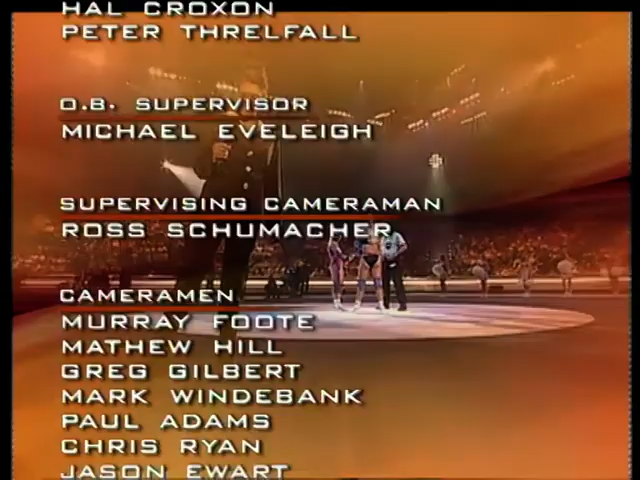 HAL CROXON
PETER THRELFALL
O.B. SUPERVISOR
MICHAEL EVELEIGH
SUPERVISING CAMERAMAN
ROSS SCHUMACHER
CAMERAMEN
MURRAY FOOTE
MATHEW HILL
GREG GILBERT
MARK WINDEBANK
PAUL ADAMS
CHRIS RYAN
JASON EWART